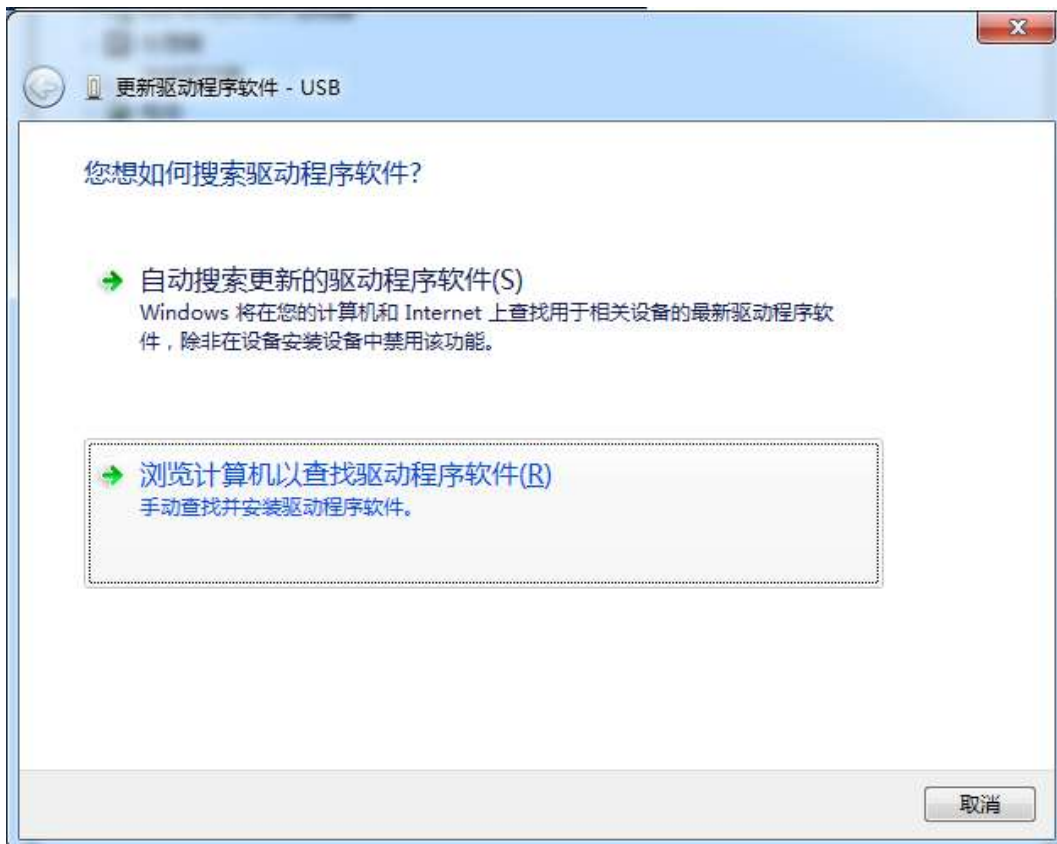 更新驱动程序软件 - USB
您想如何搜索驱动程序软件?
自动搜索更新的驱动程序软件(S)
Windows 将在您的计算机和 Internet 上查找用于相关设备的最新驱动程序软
件，除非在设备安装设备中禁用该功能。
浏览计算机以查找驱动程序软件(R)
手动查找并安装驱动程序软件。
取消